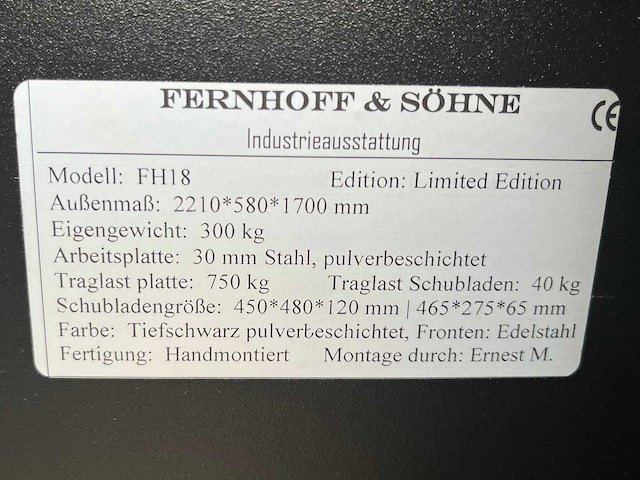 FERNHOFF & SÖHNE
CE
Industrieausstattung
Modell: FH18 Edition: Limited Edition
Außenmaß: 2210*580*1700 mm
Eigengewicht: 300 kg
Arbeitsplatte: 30 mm Stahl, pulverbeschichtet
Traglast platte: 750 kg Traglast Schubladen: 40 kg
Schubladengröße: 450*480*120 mm | 465*275*65 mm
Farbe: Tiefschwarz pulverbeschichtet, Fronten: Edelstahl
Fertigung: Handmontiert Montage durch: Ernest M.